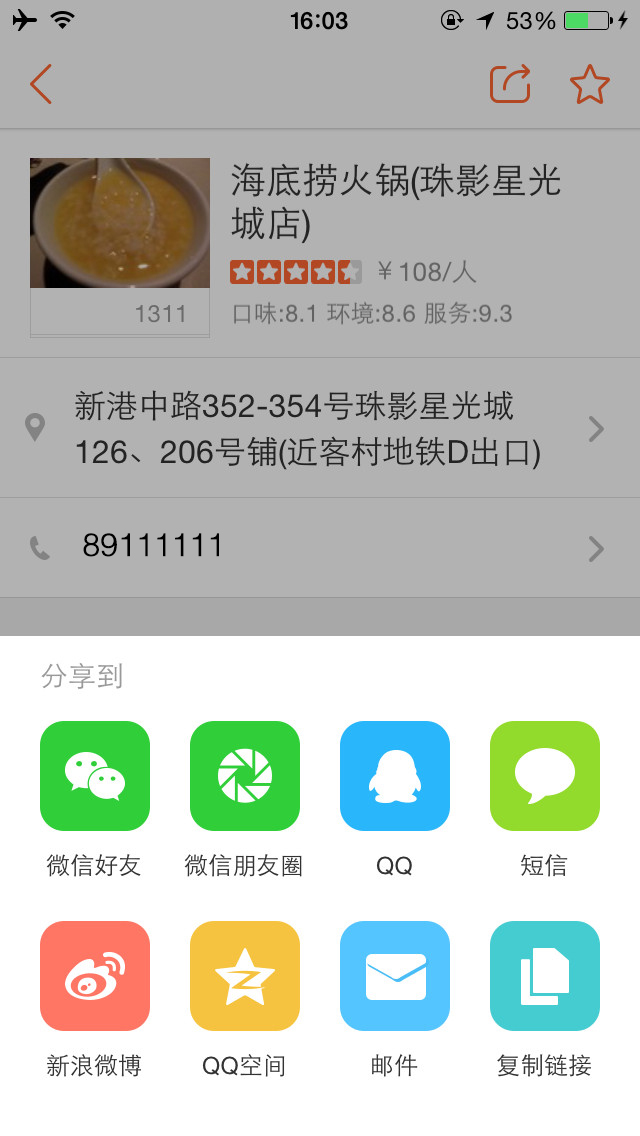 16:03
53%
海底捞火锅(珠影星光
城店)
￥108/人
1311
口味:8.1 环境:8.6 服务:9.3
新港中路352-354号珠影星光城
126、206号铺(近客村地铁D出口)
89111111
分享到
微信好友
微信朋友圈
QQ
短信
新浪微博
QQ空间
邮件
复制链接